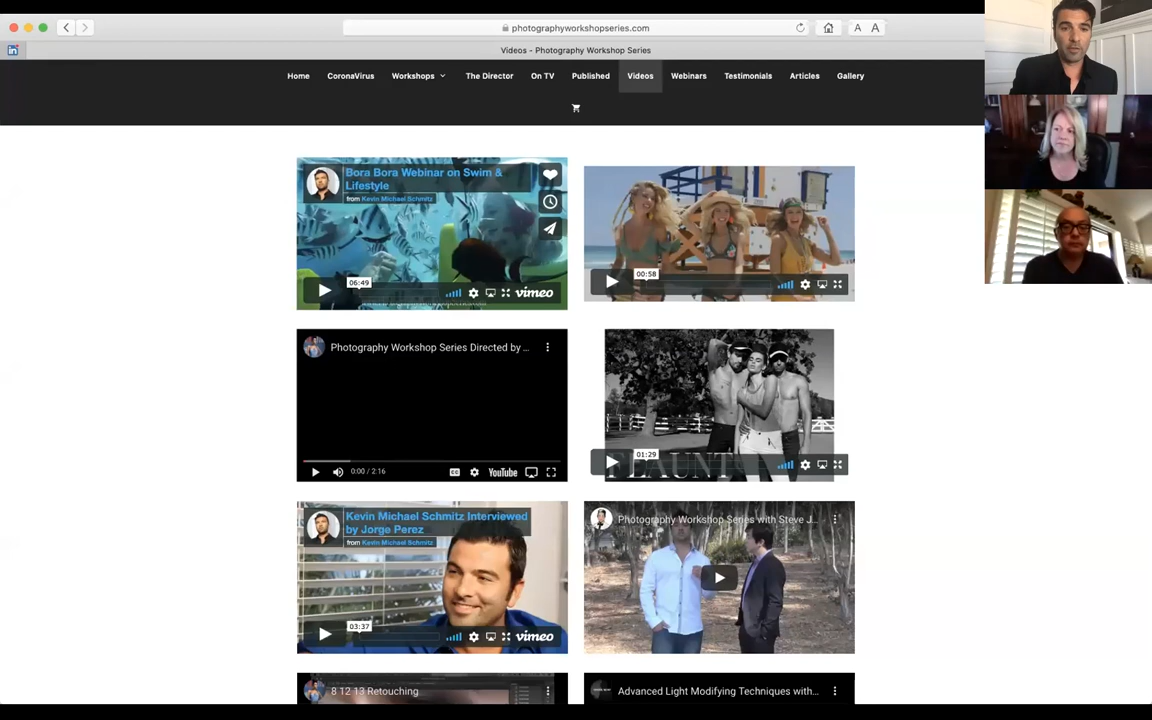 photographyworkshopseries.com
A A
in
Videos - Photography Workshop Series
Home CoronaVirus Workshops The Director On TV Published Videos Webinars Testimonials Articles Gallery
Bora Bora Webinar on Swim &
Lifestyle
from Kevin Michael Schmitz
06:49
vimeo
00:58
Photography Workshop Series Directed by ...
0:00 / 2:16
CC
YouTube
FLAUNT
01:29
Kevin Michael Schmitz Interviewed
by Jorge Perez
from Kevin Michael Schmitz
03:37
vimeo
Photography Workshop Series with Steve J...
8 12 13 Retouching
Advanced Light Modifying Techniques with...